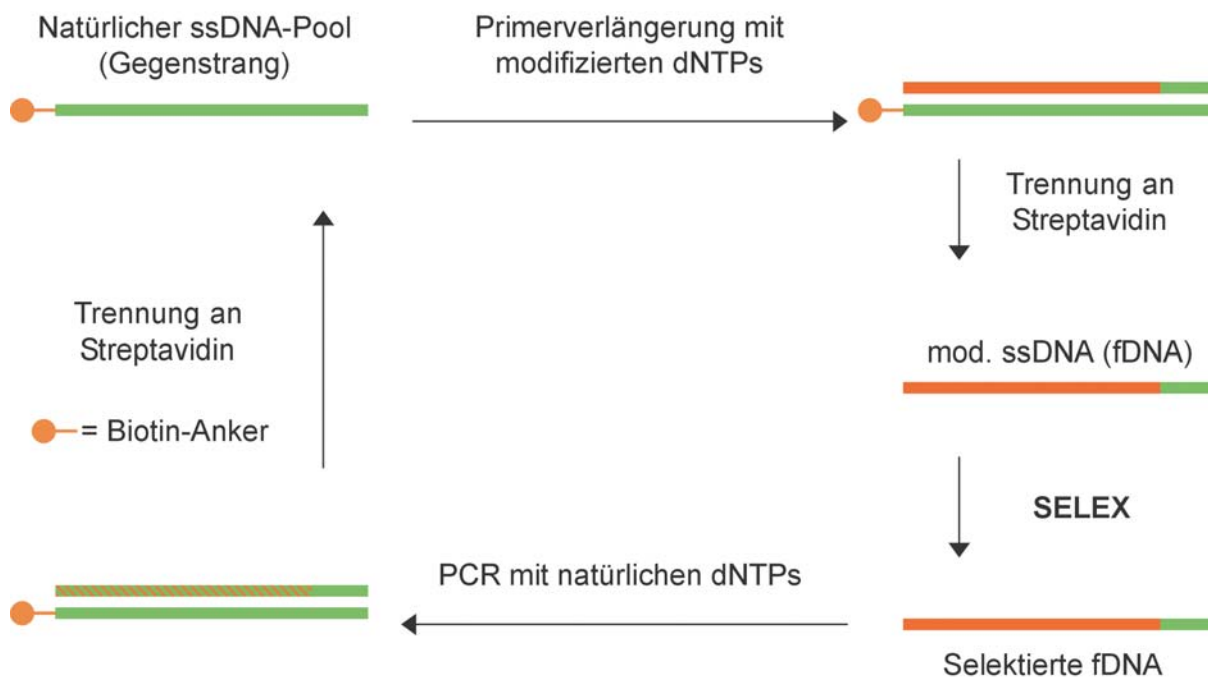 Natürlicher ssDNA-Pool
(Gegenstrang)
Primerverlängerung mit
modifizierten dNTPs
Trennung an
Streptavidin
mod. ssDNA (fDNA)
SELEX
Selektierte fDNA
PCR mit natürlichen dNTPs
Trennung an
Streptavidin
= Biotin-Anker